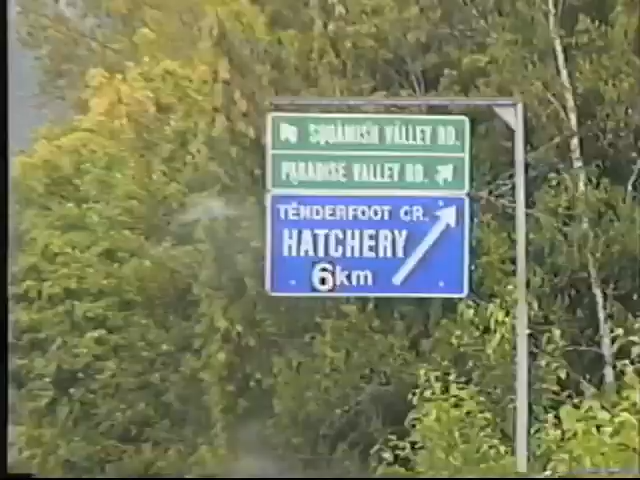 SQUAMISH VALLEY RD.
PARADISE VALLEY RD.
TENDERFOOT CR.
HATCHERY
6km